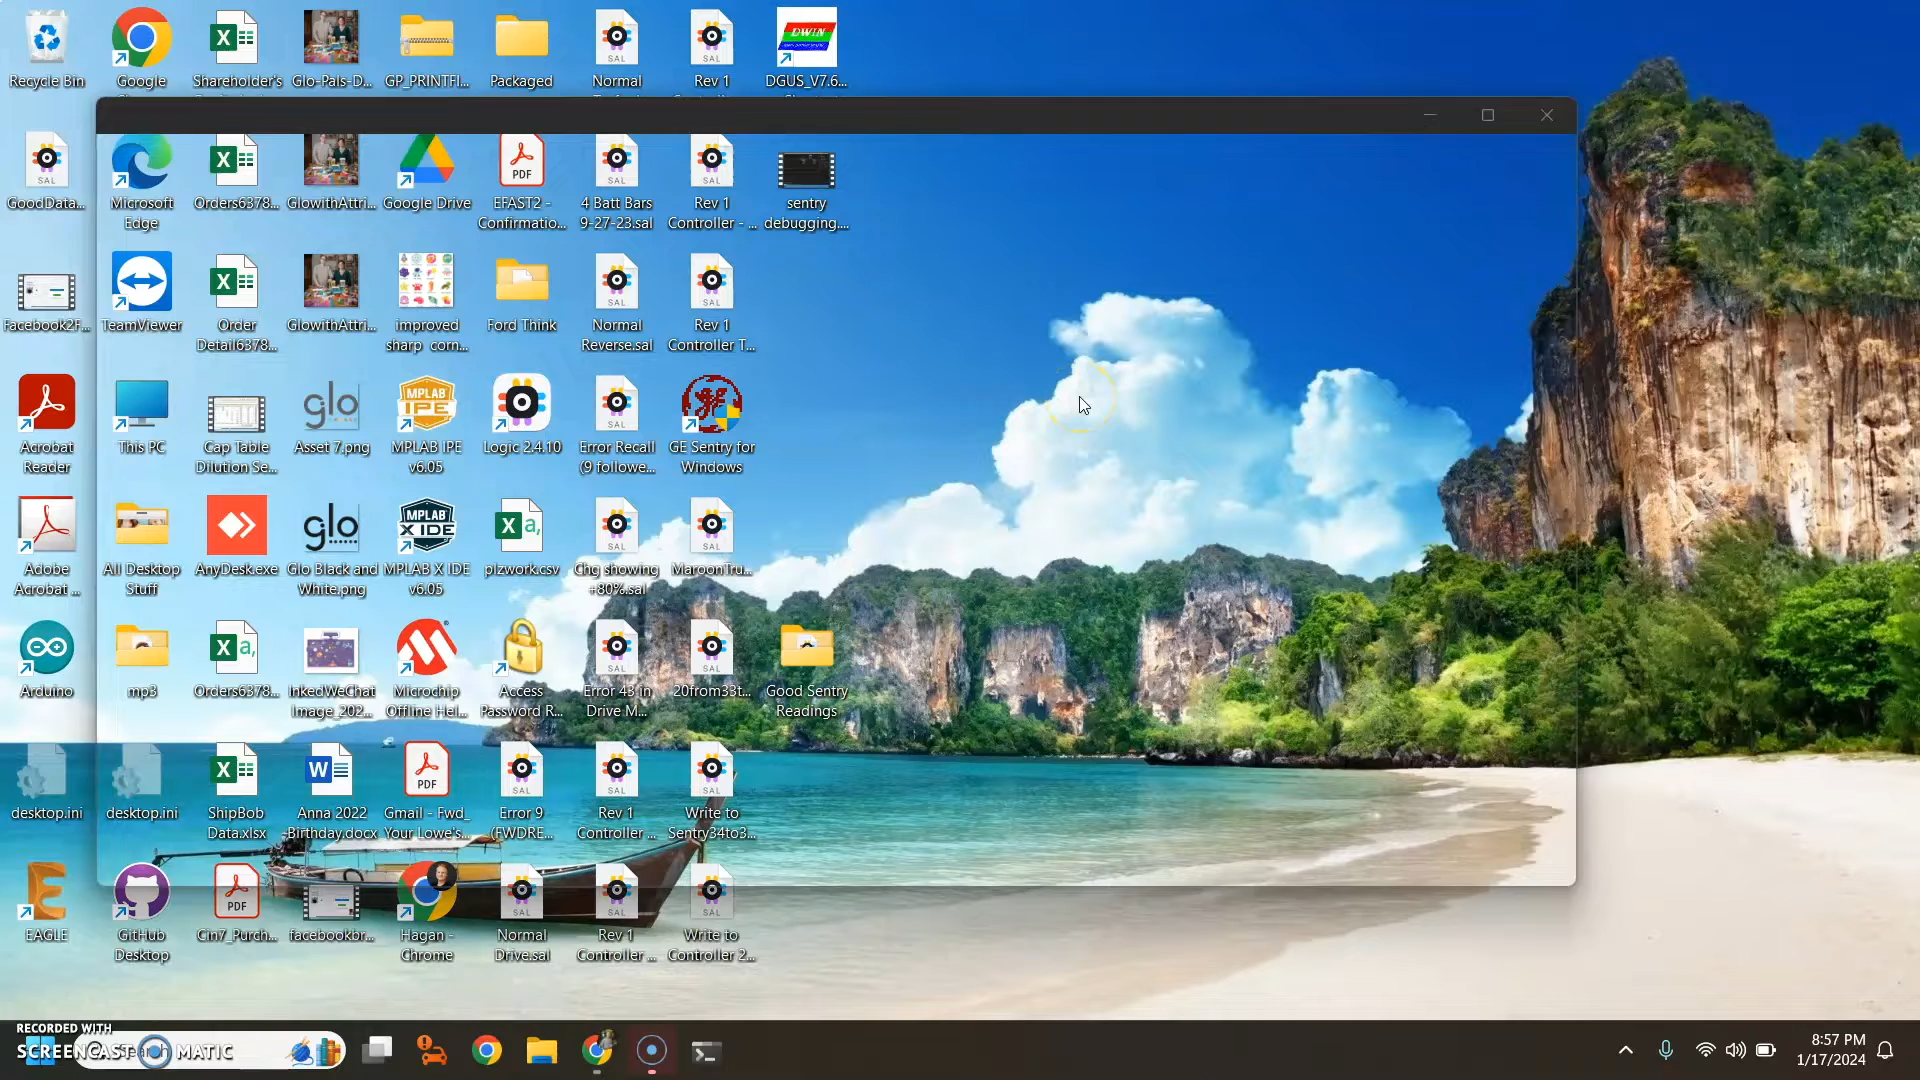 Recycle Bin
Google
Shareholder's
Glo-Pals-D...
GP_PRINTFI...
Packaged
Normal
Rev 1
DGUS_V7.6...
GoodData...
Microsoft
Edge
Orders6378...
GlowithAttri...
Google Drive
EFAST2 -
Confirmatio...
4 Batt Bars
9-27-23.sal
Rev 1
Controller - ...
sentry
debugging....
Facebook2F...
TeamViewer
Order
Detail6378...
GlowithAttri...
improved
sharp corn...
Ford Think
Normal
Reverse.sal
Rev 1
Controller T...
Acrobat
Reader
This PC
Cap Table
Dilution Se...
Asset 7.png
MPLAB IPE
v6.05
Logic 2.4.10
Error Recall
(9 followe...
GE Sentry for
Windows
Adobe
Acrobat ...
All Desktop
Stuff
AnyDesk.exe
Glo Black and
White.png
MPLAB X IDE
v6.05
plzwork.csv
Chg showing
+80%.sal
MaroonTru...
Arduino
mp3
Orders6378...
InkedWeChat
Image_202...
Microchip
Offline Hel...
Access
Password R...
Error 43 in
Drive M...
20from33t...
Good Sentry
Readings
desktop.ini
desktop.ini
ShipBob
Data.xlsx
Anna 2022
Birthday.docx
Gmail - Fwd_
Your Lowe's...
Error 9
(FWDRE...
Rev 1
Controller ...
Write to
Sentry34to3...
EAGLE
GitHub
Desktop
Cin7_Purch...
facebookbr...
Hagan -
Chrome
Normal
Drive.sal
Rev 1
Controller ...
Write to
Controller 2...
RECORDED WITH
SCREENCAST MATIC
8:57 PM
1/17/2024